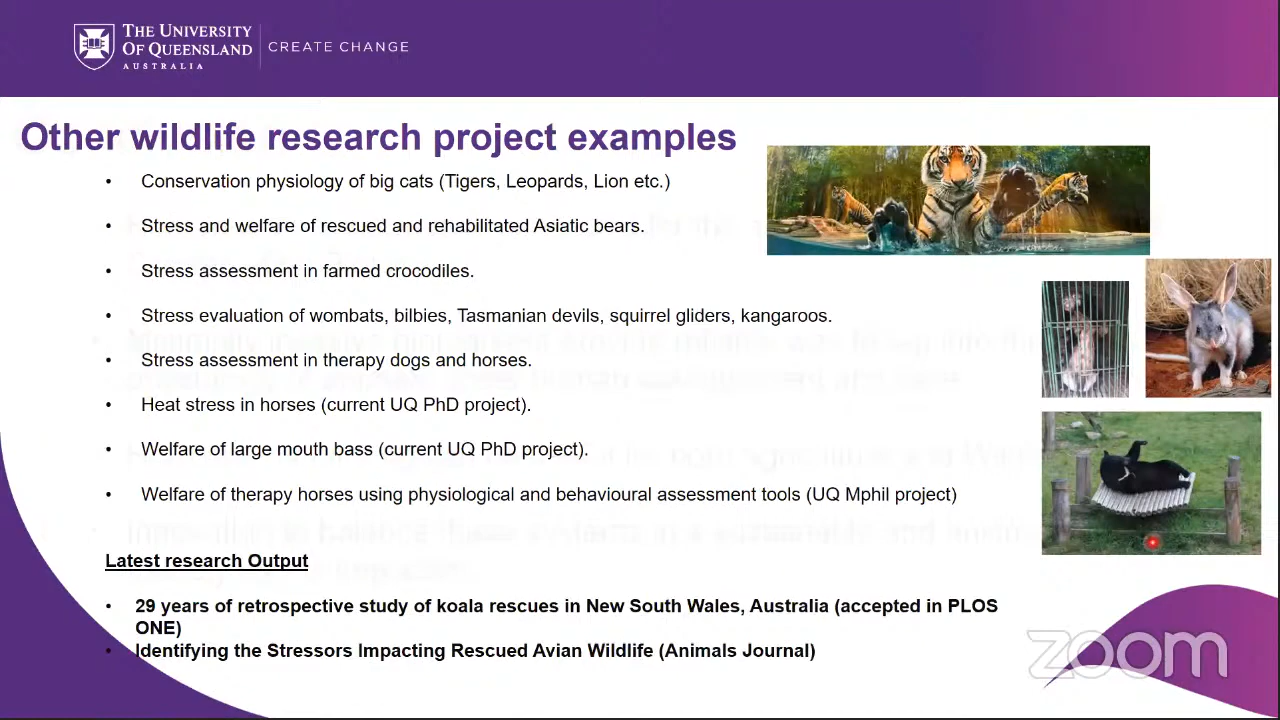 THE UNIVERSITY
OF QUEENSLAND
AUSTRALIA
CREATE CHANGE
Other wildlife research project examples
• Conservation physiology of big cats (Tigers, Leopards, Lion etc.)
• Stress and welfare of rescued and rehabilitated Asiatic bears.
• Stress assessment in farmed crocodiles.
• Stress evaluation of wombats, bilbies, Tasmanian devils, squirrel gliders, kangaroos.
• Stress assessment in therapy dogs and horses.
• Heat stress in horses (current UQ PhD project).
• Welfare of large mouth bass (current UQ PhD project).
• Welfare of therapy horses using physiological and behavioural assessment tools (UQ Mphil project)
Latest research Output
• 29 years of retrospective study of koala rescues in New South Wales, Australia (accepted in PLOS
ONE)
• Identifying the Stressors Impacting Rescued Avian Wildlife (Animals Journal)
zoom